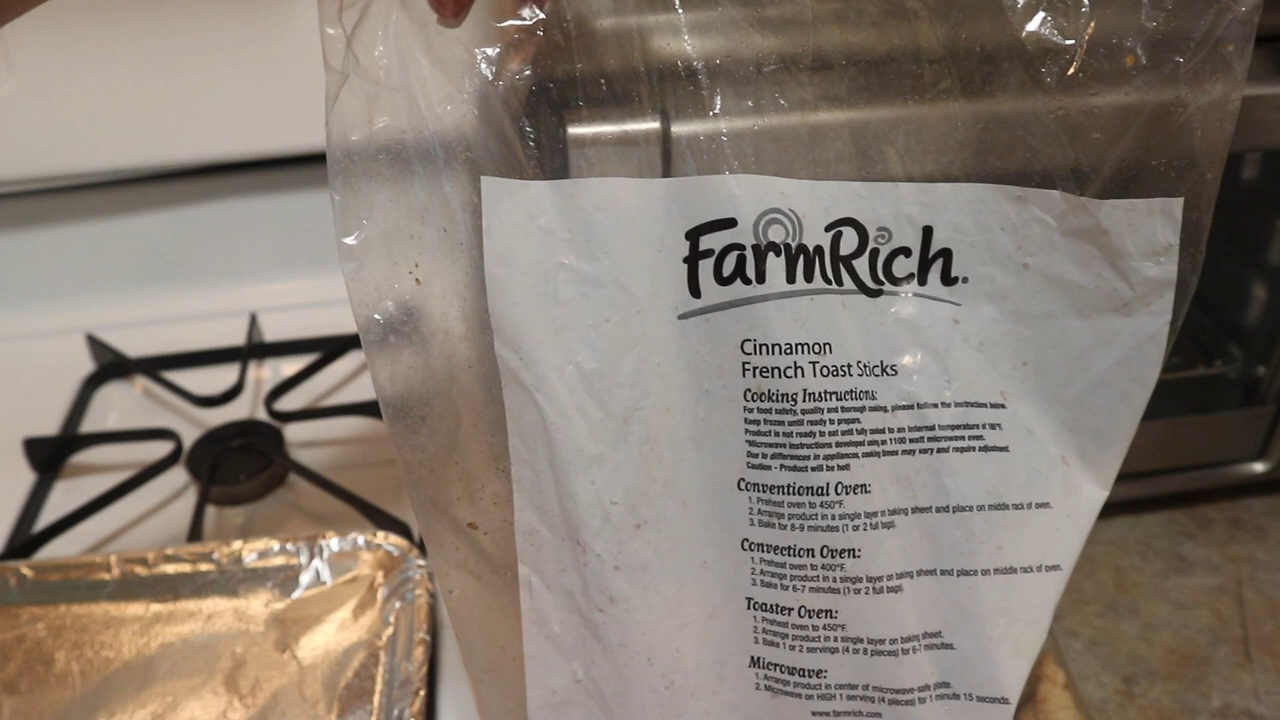 FarmRich.
Cinnamon
French Toast Sticks
Cooking Instructions:
For food safety, quality and thorough cooking, please follow the instructions below.
Keep frozen until ready to prepare.
Product is not ready to eat until fully cooked to an internal temperature of
*Microwave instructions developed using an 1100 watt microwave oven.
Due to differences in appliances, cooking times may vary and require adjustment.
Caution - Product will be hot!
Conventional Oven:
1. Preheat oven to 450°F.
2. Arrange product in a single layer on baking sheet and place on middle rack of oven.
3. Bake for 8-9 minutes (1 or 2 full bags).
Convection Oven:
1. Preheat oven to 400°F.
2. Arrange product in a single layer on baking sheet and place on middle rack of oven.
3. Bake for 6-7 minutes (1 or 2 full bags).
Toaster Oven:
1. Preheat oven to 450°F.
2. Arrange product in a single layer on baking sheet.
3. Bake 1 or 2 servings (4 or 8 pieces) for 6-7 minutes.
Microwave:
1. Arrange product in center of microwave-safe plate.
2. Microwave on HIGH 1 serving (4 pieces) for 1 minute 15 seconds.
www.farmrich.com